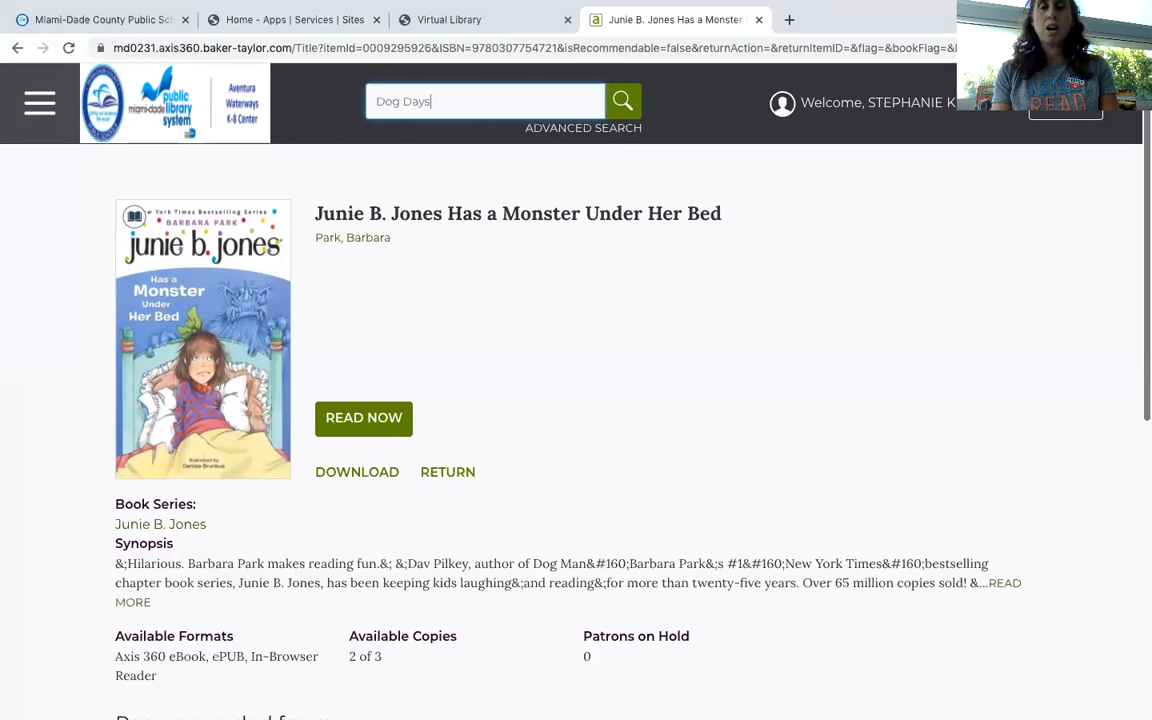 Miami-Dade County Public Sch
Home - Apps | Services | Sites
Virtual Library
Junie B. Jones Has a Monster
md0231.axis360.baker-taylor.com/Title?itemId=0009295926&ISBN=9780307754721&isRecommendable=false&returnAction=&returnItemID=&flag=&bookFlag=&
miami-dade
public
library
system
Aventura
Waterways
K-8 Center
Dog Days
ADVANCED SEARCH
Welcome, STEPHANIE K
READ
New York Times Bestselling Series
BARBARA PARK
junie b. jones
Has a
Monster
Under
Her Bed
illustrated by
Denise Brunkus
Junie B. Jones Has a Monster Under Her Bed
Park, Barbara
READ NOW
DOWNLOAD
RETURN
Book Series:
Junie B. Jones
Synopsis
&;Hilarious. Barbara Park makes reading fun.&; &;Dav Pilkey, author of Dog Man&#160;Barbara Park&;s #1&#160;New York Times&#160;bestselling
chapter book series, Junie B. Jones, has been keeping kids laughing&;and reading&;for more than twenty-five years. Over 65 million copies sold! &...READ
MORE
Available Formats
Available Copies
Patrons on Hold
Axis 360 eBook, ePUB, In-Browser
Reader
2 of 3
0